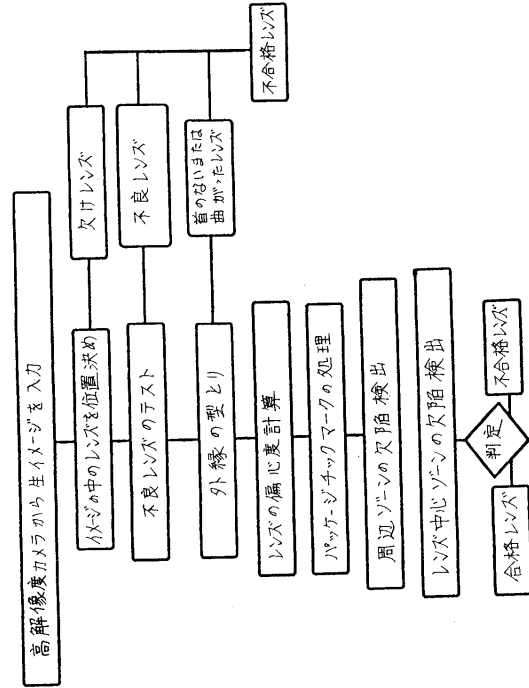 高解像度カメラから生イメージを入力
イメージの中のレンズを位置決め
欠けレンズ
不良レンズのテスト
不良レンズ
外縁の型とり
首のないまたは
曲がったレンズ
不合格レンズ
レンズの偏心度計算
パッケージチックマークの処理
周辺ゾーンの欠陥検出
レンズ中心ゾーンの欠陥検出
判定
合格レンズ
不合格レンズ